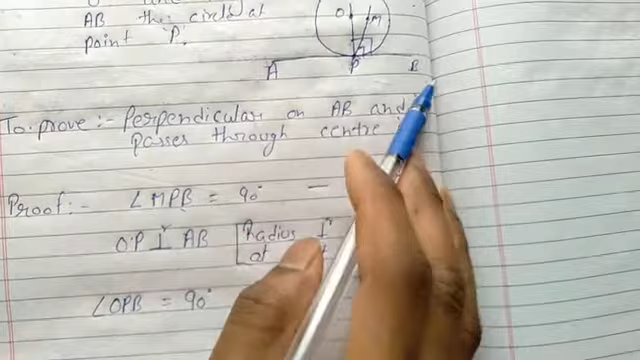 AB the circle at
point P.
O M
A P B
To prove :- Perpendicular on AB and
passes through centre
Proof :- ∠MPB = 90° —
OP ⊥r AB [Radius ⊥r
at
∠OPB = 90°